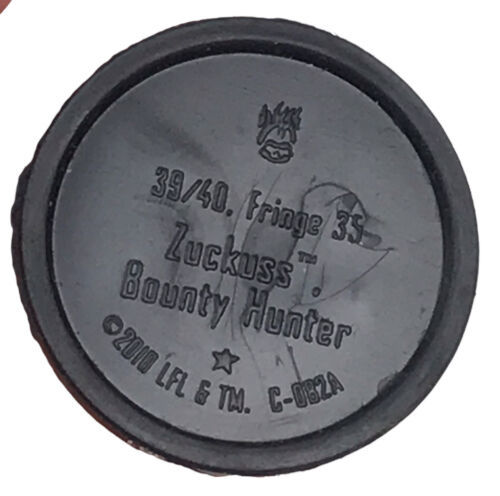 39/40. Fringe 35
Zuckuss™.
Bounty Hunter
©2010 LFL & TM. C-082A